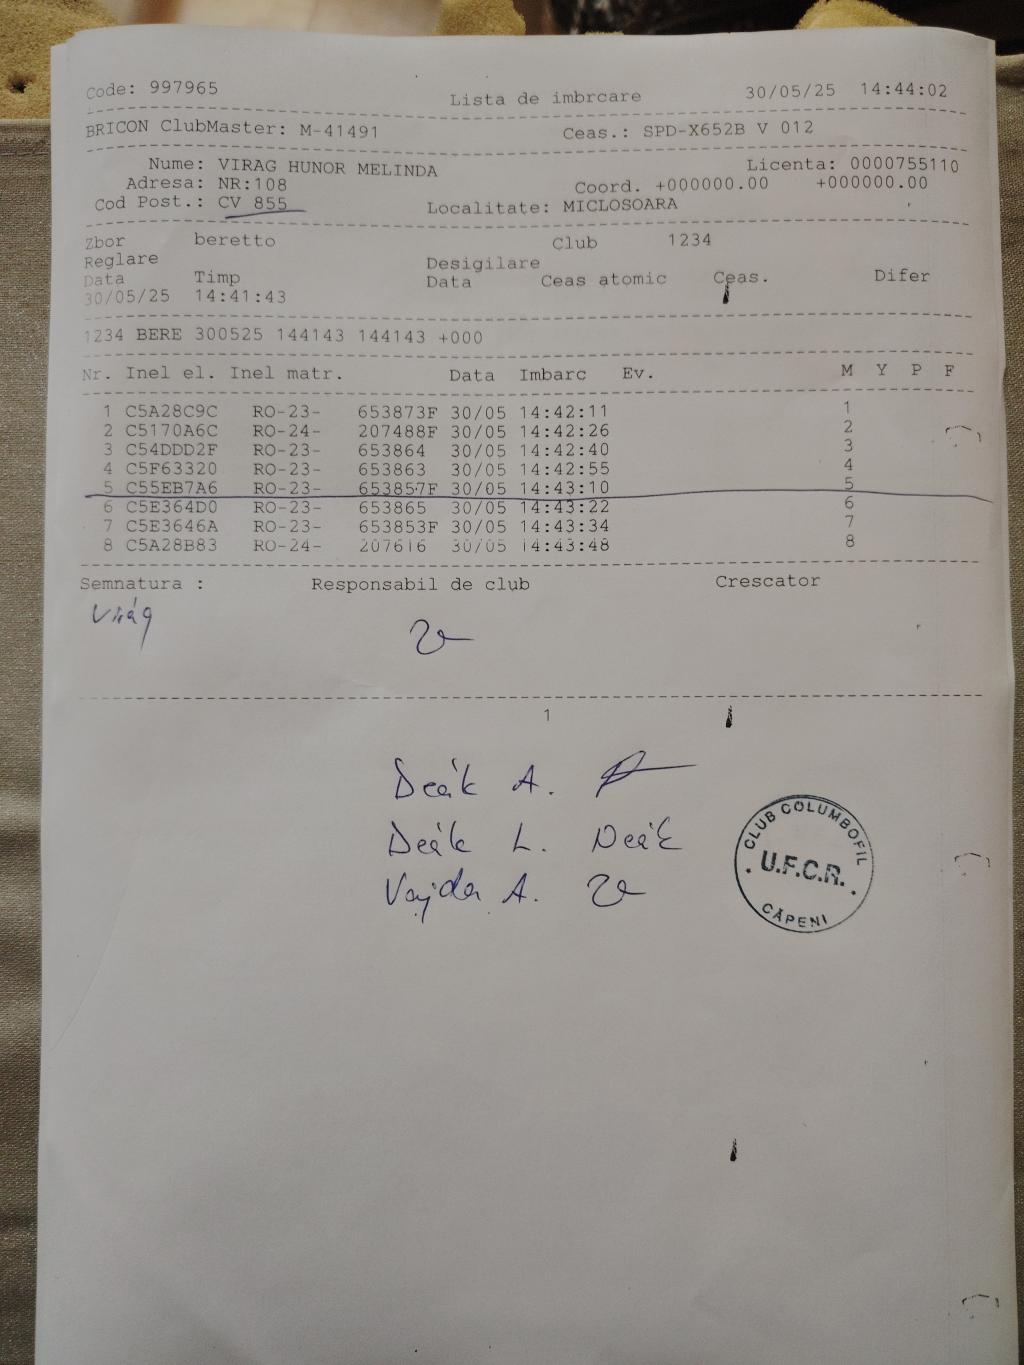 Code: 997965 Lista de imbrcare 30/05/25 14:44:02
BRICON ClubMaster: M-41491 Ceas.: SPD-X652B V 012
Nume: VIRAG HUNOR MELINDA Licenta: 0000755110
Adresa: NR:108 Coord. +000000.00 +000000.00
Cod Post.: CV 855 Localitate: MICLOSOARA
Zbor beretto Club 1234
Reglare Desigilare
Data Timp Data Ceas atomic Ceas. Difer
30/05/25 14:41:43
1234 BERE 300525 144143 144143 +000
Nr. Inel el. Inel matr. Data Imbarc Ev. M Y P F
1 C5A28C9C RO-23- 653873F 30/05 14:42:11 1
2 C5170A6C RO-24- 207488F 30/05 14:42:26 2
3 C54DDD2F RO-23- 653864 30/05 14:42:40 3
4 C5F63320 RO-23- 653863 30/05 14:42:55 4
5 C55EB7A6 RO-23- 653857F 30/05 14:43:10 5
6 C5E364D0 RO-23- 653865 30/05 14:43:22 6
7 C5E3646A RO-23- 653853F 30/05 14:43:34 7
8 C5A28B83 RO-24- 207616 30/05 14:43:48 8
Semnatura : Responsabil de club Crescator
Virág
1
Deák A.
Deák L. Deák
Vajda A.
CLUB COLUMBOFIL
U.F.C.R.
CĂPENI